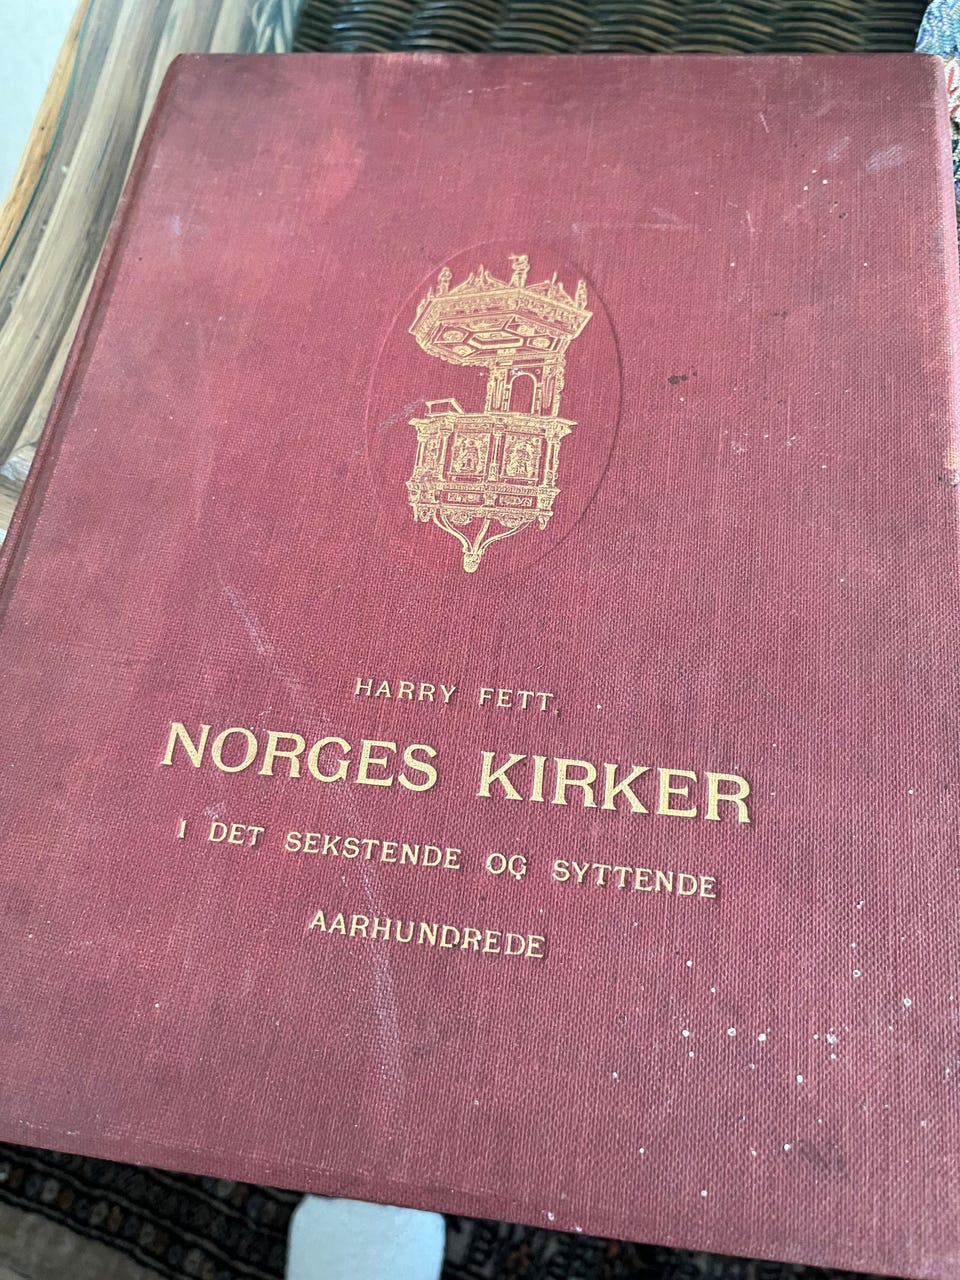 HARRY FETT.
NORGES KIRKER
I DET SEKSTENDE OG SYTTENDE
AARHUNDREDE